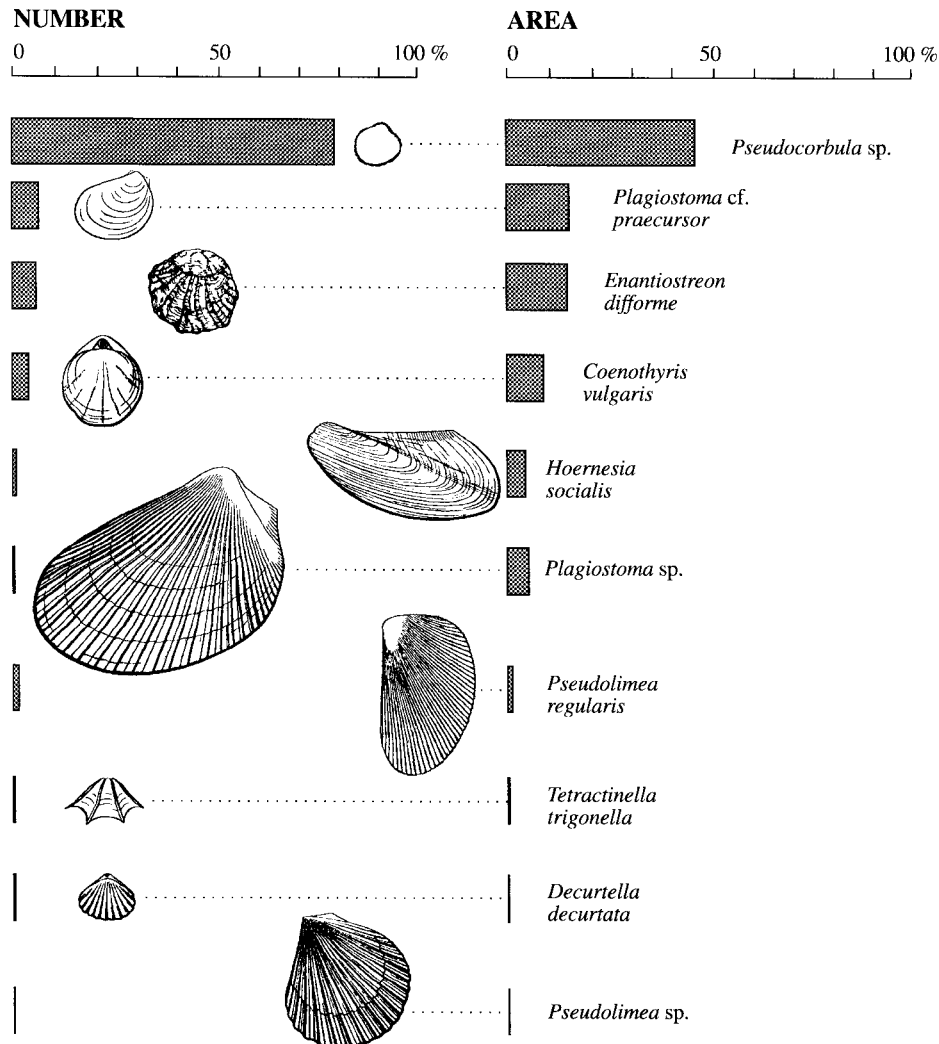 NUMBER
0 50 100 %
AREA
0 50 100 %
Pseudocorbula sp.
Plagiostoma cf.
praecursor
Enantiostreon
difforme
Coenothyris
vulgaris
Hoernesia
socialis
Plagiostoma sp.
Pseudolimea
regularis
Tetractinella
trigonella
Decurtella
decurtata
Pseudolimea sp.